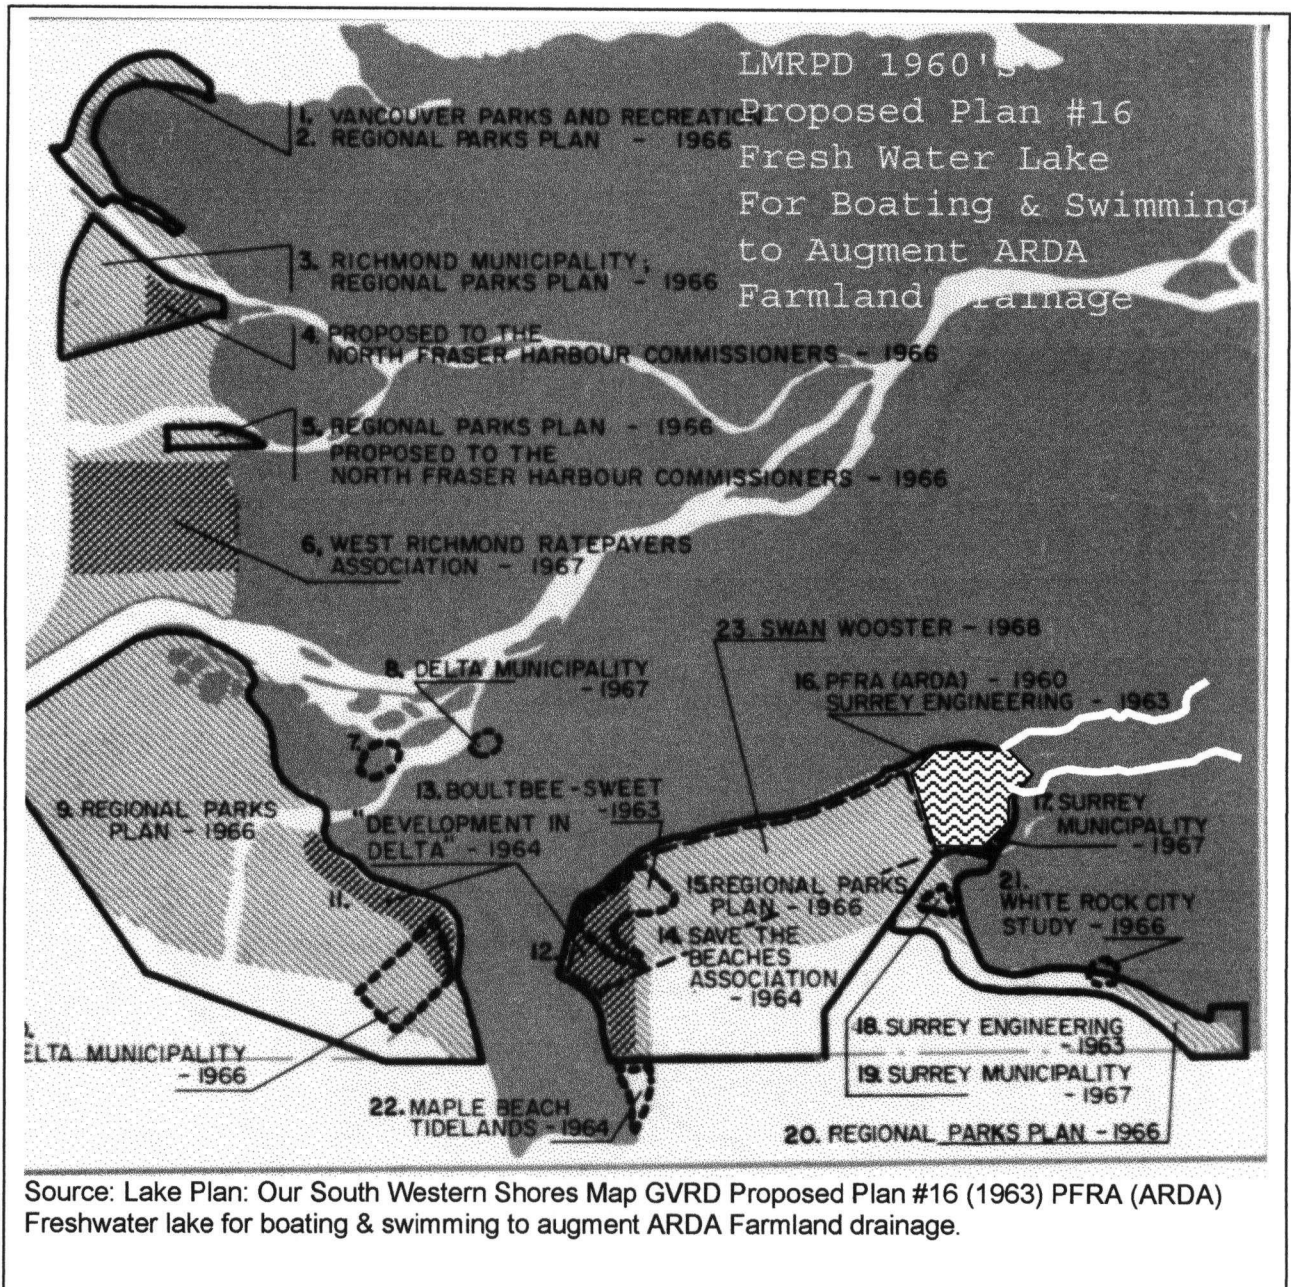 LMRPD 1960's
Proposed Plan #16
Fresh Water Lake
For Boating & Swimming
to Augment ARDA
Farmland Drainage
1. VANCOUVER PARKS AND RECREATION
2. REGIONAL PARKS PLAN - 1966
3. RICHMOND MUNICIPALITY;
REGIONAL PARKS PLAN - 1966
4. PROPOSED TO THE
NORTH FRASER HARBOUR COMMISSIONERS - 1966
5. REGIONAL PARKS PLAN - 1966
PROPOSED TO THE
NORTH FRASER HARBOUR COMMISSIONERS - 1966
6, WEST RICHMOND RATEPAYERS
ASSOCIATION - 1967
23. SWAN WOOSTER - 1968
8. DELTA MUNICIPALITY
- 1967
16. PFRA (ARDA) - 1960
SURREY ENGINEERING - 1963
7.
13. BOULTBEE - SWEET
-1963
"DEVELOPMENT IN
DELTA" - 1964
9. REGIONAL PARKS
PLAN - 1966
17. SURREY
MUNICIPALITY
- 1967
11.
12.
15. REGIONAL PARKS
PLAN - 1966
14. SAVE THE
BEACHES
ASSOCIATION
- 1964
21.
WHITE ROCK CITY
STUDY - 1966
ELTA MUNICIPALITY
- 1966
18. SURREY ENGINEERING
- 1963
19. SURREY MUNICIPALITY
- 1967
22. MAPLE BEACH
TIDELANDS - 1964
20. REGIONAL PARKS PLAN - 1966
Source: Lake Plan: Our South Western Shores Map GVRD Proposed Plan #16 (1963) PFRA (ARDA)
Freshwater lake for boating & swimming to augment ARDA Farmland drainage.